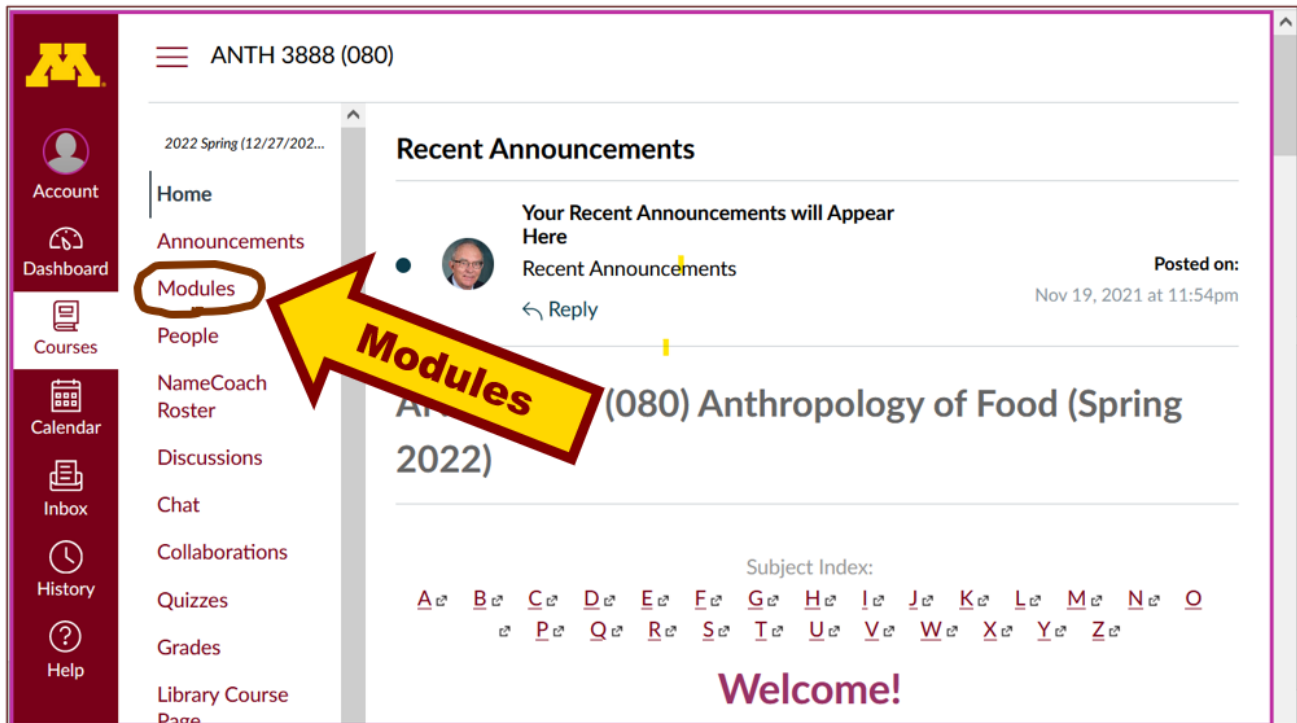 M
ANTH 3888 (080)
Account
Dashboard
Courses
Calendar
Inbox
History
Help
2022 Spring (12/27/202...
Home
Announcements
Modules
People
NameCoach
Roster
Discussions
Chat
Collaborations
Quizzes
Grades
Library Course
Page
Recent Announcements
Your Recent Announcements will Appear
Here
Recent Announcements
Reply
Posted on:
Nov 19, 2021 at 11:54pm
Modules
(080) Anthropology of Food (Spring
2022)
Subject Index:
A B C D E F G H I J K L M N O
P Q R S T U V W X Y Z
Welcome!